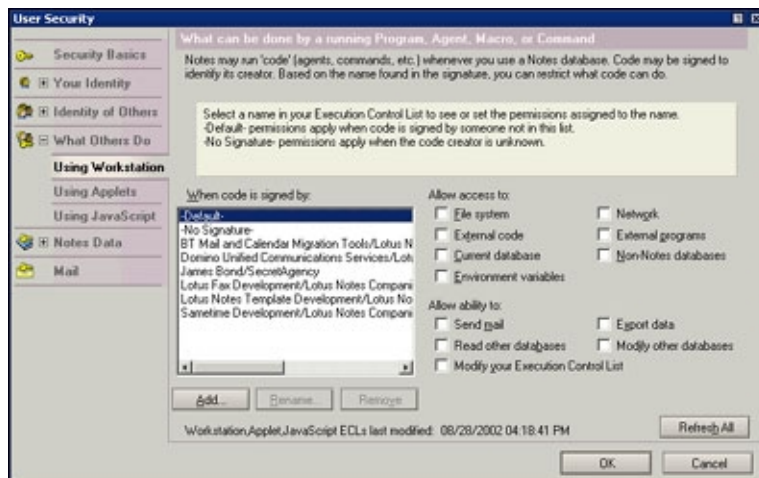 User Security
Security Basics
Your Identity
Identity of Others
What Others Do
Using Workstation
Using Applets
Using JavaScript
Notes Data
Mail
What can be done by a running Program, Agent, Macro, or Command
Notes may run 'code' (agents, commands, etc.) whenever you use a Notes database. Code may be signed to
identify its creator. Based on the name found in the signature, you can restrict what code can do.
Select a name in your Execution Control List to see or set the permissions assigned to the name.
-Default- permissions apply when code is signed by someone not in this list.
-No Signature- permissions apply when the code creator is unknown.
When code is signed by:
-Default-
-No Signature-
BT Mail and Calendar Migration Tools/Lotus N
Domino Unified Communications Services/Lot
James Bond/SecretAgency
Lotus Fax Development/Lotus Notes Compani
Lotus Notes Template Development/Lotus No
Sametime Development/Lotus Notes Compani
Add...
Rename...
Remove
Allow access to:
File system
Network
External code
External programs
Current database
Non-Notes databases
Environment variables
Allow ability to:
Send mail
Export data
Read other databases
Modify other databases
Modify your Execution Control List
Workstation,Applet,JavaScript ECLs last modified: 08/28/2002 04:18:41 PM
Refresh All
OK
Cancel